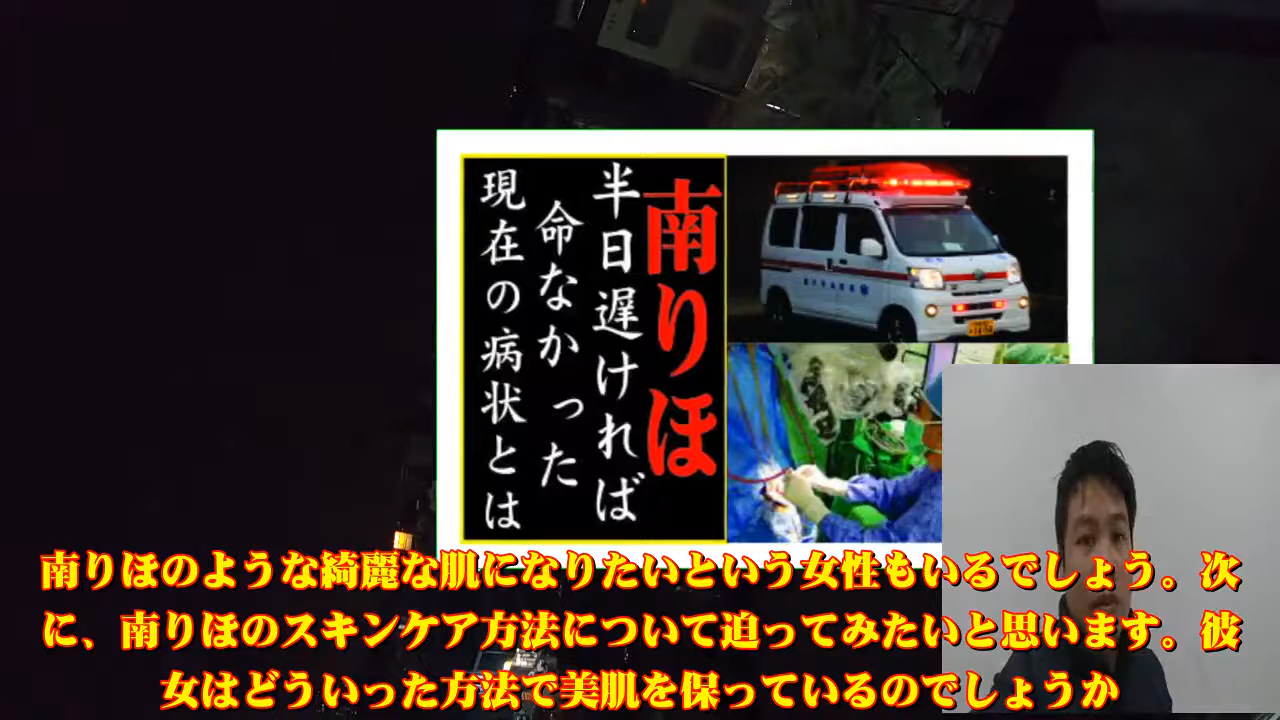 南りほ
半日遅ければ
命なかった
現在の病状とは
南りほのような綺麗な肌になりたいという女性もいるでしょう。次
に、南りほのスキンケア方法について迫ってみたいと思います。彼
女はどういった方法で美肌を保っているのでしょうか